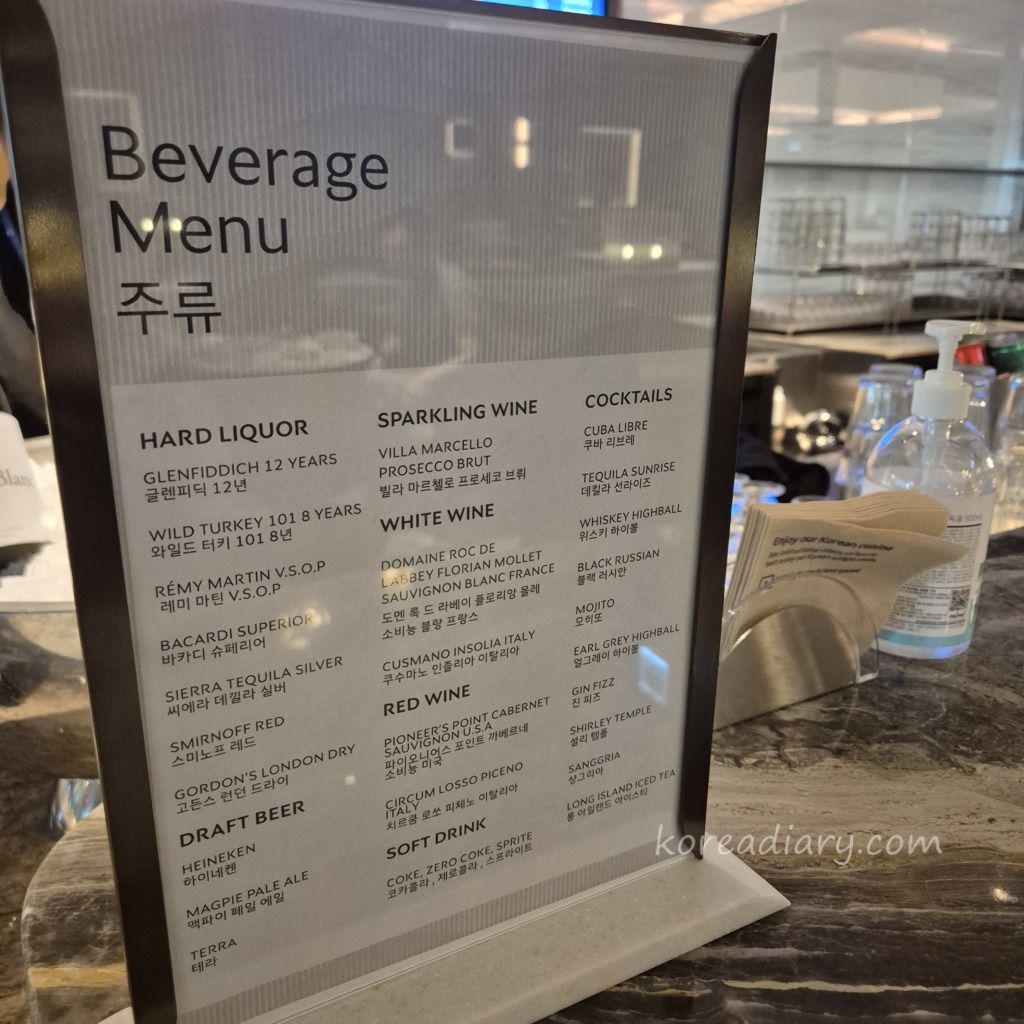 Beverage
Menu
주류
HARD LIQUOR
GLENFIDDICH 12 YEARS
글렌피딕 12년
WILD TURKEY 101 8 YEARS
와일드 터키 101 8년
RÉMY MARTIN V.S.O.P
레미 마틴 V.S.O.P
BACARDI SUPERIOR
바카디 슈페리어
SIERRA TEQUILA SILVER
씨에라 데낄라 실버
SMIRNOFF RED
스미노프 레드
GORDON'S LONDON DRY
고든스 런던 드라이
DRAFT BEER
HEINEKEN
하이네켄
MAGPIE PALE ALE
맥파이 페일 에일
TERRA
테라
SPARKLING WINE
VILLA MARCELLO
PROSECCO BRUT
빌라 마르첼로 프로세코 브뤼
WHITE WINE
DOMAINE ROC DE
L'ABBEY FLORIAN MOLLET
SAUVIGNON BLANC FRANCE
도멘 록 드 라베이 플로리앙 몰레
소비뇽 블랑 프랑스
CUSMANO INSOLIA ITALY
쿠수마노 인졸리아 이탈리아
RED WINE
PIONEER'S POINT CABERNET
SAUVIGNON U.S.A
파이오니어스 포인트 까베르네
소비뇽 미국
CIRCUM LOSSO PICENO
ITALY
치르쿰 로쏘 피체노 이탈리아
SOFT DRINK
COKE, ZERO COKE, SPRITE
코카콜라 , 제로콜라 , 스프라이트
COCKTAILS
CUBA LIBRE
쿠바 리브레
TEQUILA SUNRISE
데킬라 선라이즈
WHISKEY HIGHBALL
위스키 하이볼
BLACK RUSSIAN
블랙 러시안
MOJITO
모히또
EARL GREY HIGHBALL
얼그레이 하이볼
GIN FIZZ
진 피즈
SHIRLEY TEMPLE
셜리 템플
SANGGRIA
샹그리아
LONG ISLAND ICED TEA
롱 아일랜드 아이스티
Blanc
Enjoy our Korean cuisine
500ml
koreadiary.com